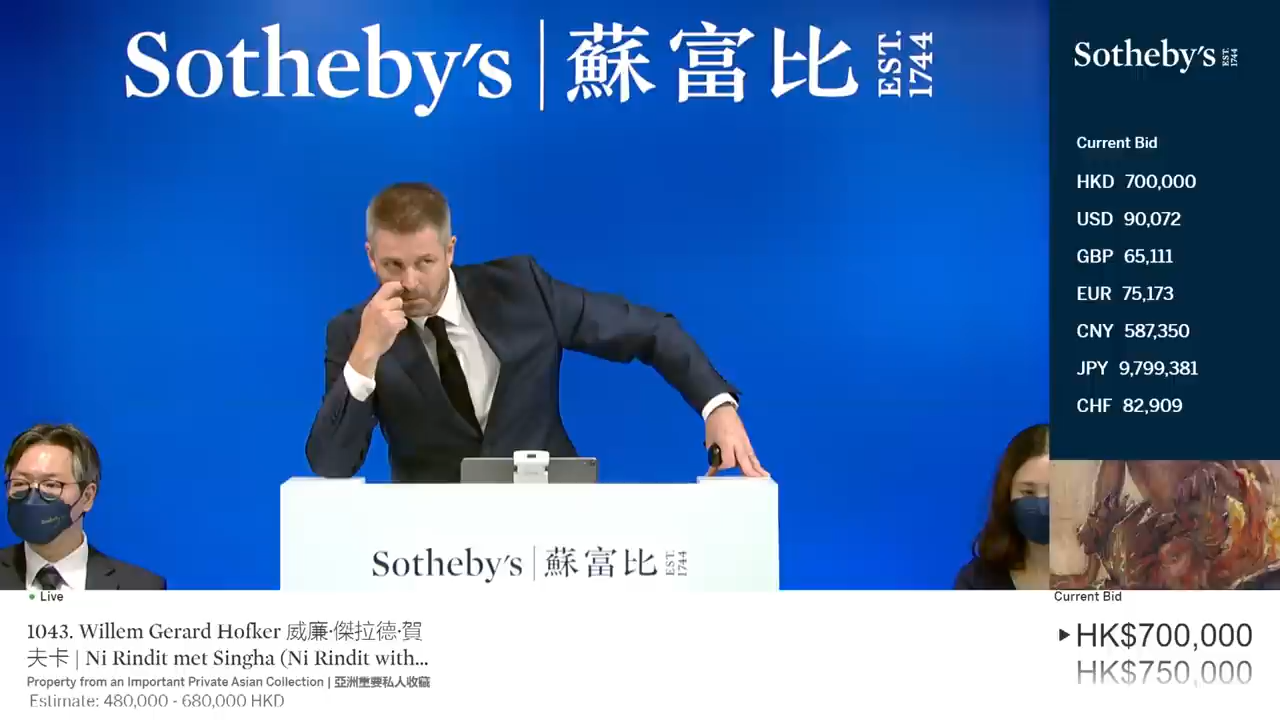 Sotheby's | 蘇富比 EST. 1744
Sotheby's EST. 1744
Current Bid
HKD 700,000
USD 90,072
GBP 65,111
EUR 75,173
CNY 587,350
JPY 9,799,381
CHF 82,909
Sotheby's | 蘇富比 EST. 1744
Sotheby's
Live
1043. Willem Gerard Hofker 威廉·傑拉德·賀
夫卡 | Ni Rindit met Singha (Ni Rindit with...
Property from an Important Private Asian Collection | 亞洲重要私人收藏
Estimate: 480,000 - 680,000 HKD
Current Bid
HK$700,000
HK$750,000